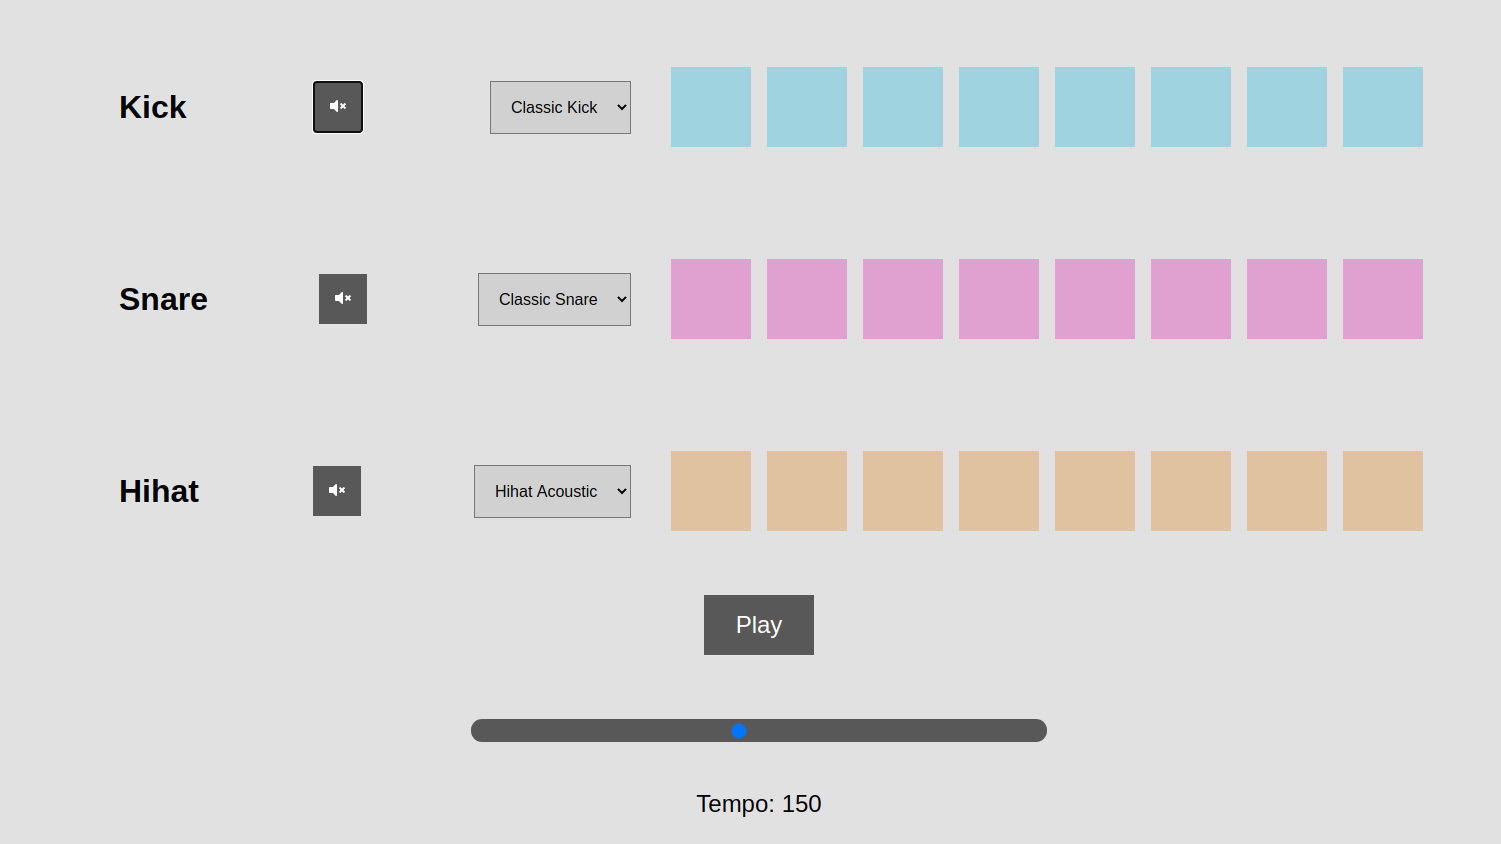 Kick
Classic Kick
Snare
Classic Snare
Hihat
Hihat Acoustic
Play
Tempo: 150